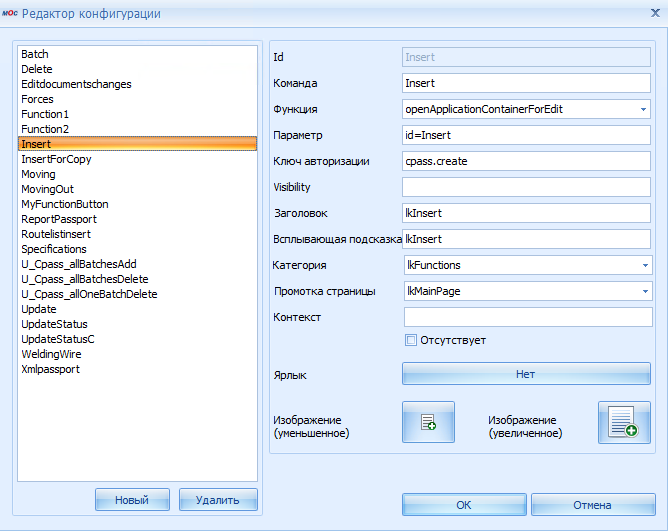 мос Редактор конфигурации
Batch
Delete
Editdocumentschanges
Forces
Function1
Function2
Insert
InsertForCopy
Moving
MovingOut
MyFunctionButton
ReportPassport
Routelistinsert
Specifications
U_Cpass_allBatchesAdd
U_Cpass_allBatchesDelete
U_Cpass_allOneBatchDelete
Update
UpdateStatus
UpdateStatusC
WeldingWire
Xmlpassport
Новый Удалить
Id Insert
Команда Insert
Функция openApplicationContainerForEdit
Параметр id=Insert
Ключ авторизации cpass.create
Visibility
Заголовок lkInsert
Всплывающая подсказка lkInsert
Категория lkFunctions
Промотка страницы lkMainPage
Контекст
Отсутствует
Ярлык Нет
Изображение (уменьшенное)
Изображение (увеличенное)
OK Отмена